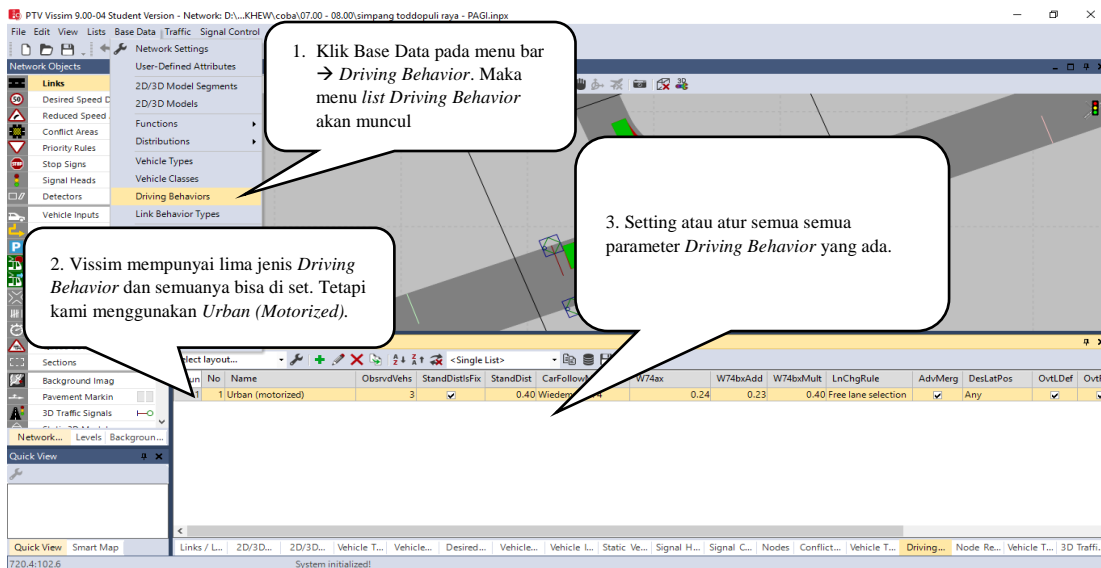 PTV Vissim 9.00-04 Student Version - Network: D:\...KHEW\coba\07.00 - 08.00\simpang toddopuli raya - PAGI.inpx
File Edit View Lists Base Data Traffic Signal Control
Network Settings
User-Defined Attributes
2D/3D Model Segments
2D/3D Models
Functions
Distributions
Vehicle Types
Vehicle Classes
Driving Behaviors
Link Behavior Types
1. Klik Base Data pada menu bar
→ Driving Behavior. Maka
menu list Driving Behavior
akan muncul
Network Objects
Links
Desired Speed D
Reduced Speed
Conflict Areas
Priority Rules
Stop Signs
Signal Heads
Detectors
Vehicle Inputs
2. Vissim mempunyai lima jenis Driving
Behavior dan semuanya bisa di set. Tetapi
kami menggunakan Urban (Motorized).
3. Setting atau atur semua semua
parameter Driving Behavior yang ada.
Sections
Background Imag
Pavement Markin
3D Traffic Signals
Network... Levels Backgroun...
Quick View
Quick View Smart Map
elect layout... <Single List>
No Name ObsrvdVehs StandDistIsFix StandDist CarFollow W74ax W74bxAdd W74bxMult LnChgRule AdvMerg DesLatPos OvtLDef
1 1 Urban (motorized) 3 0.40 0.24 0.23 0.40 Free lane selection Any
Links / L... 2D/3D... 2D/3D... Vehicle T... Vehicle... Desired... Vehicle... Vehicle I... Static Ve... Signal H... Signal C... Nodes Conflict... Vehicle T... Driving... Node Re... Vehicle T... 3D Traffi...
720.4:102.6 System initialized!